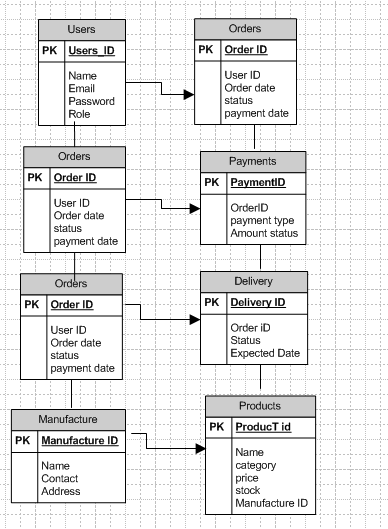 Users
PK Users_ID
Name
Email
Password
Role
Orders
PK Order ID
User ID
Order date
status
payment date
Orders
PK Order ID
User ID
Order date
status
payment date
Payments
PK PaymentID
OrderID
payment type
Amount status
Orders
PK Order ID
User ID
Order date
status
payment date
Delivery
PK Delivery ID
Order iD
Status
Expected Date
Manufacture
PK Manufacture ID
Name
Contact
Address
Products
PK ProducT id
Name
category
price
stock
Manufacture ID